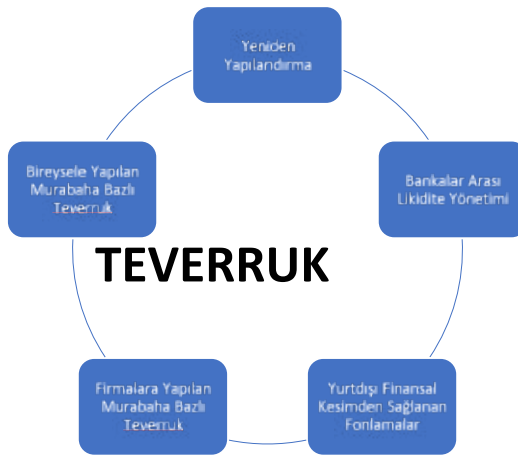 Yeniden
Yapılandırma
Bankalar Arası
Likidite Yönetimi
Yurtdışı Finansal
Kesimden Sağlanan
Fonlamalar
Firmalara Yapılan
Murabaha Bazlı
Teverruk
Bireysele Yapılan
Murabaha Bazlı
Teverruk
TEVERRUK